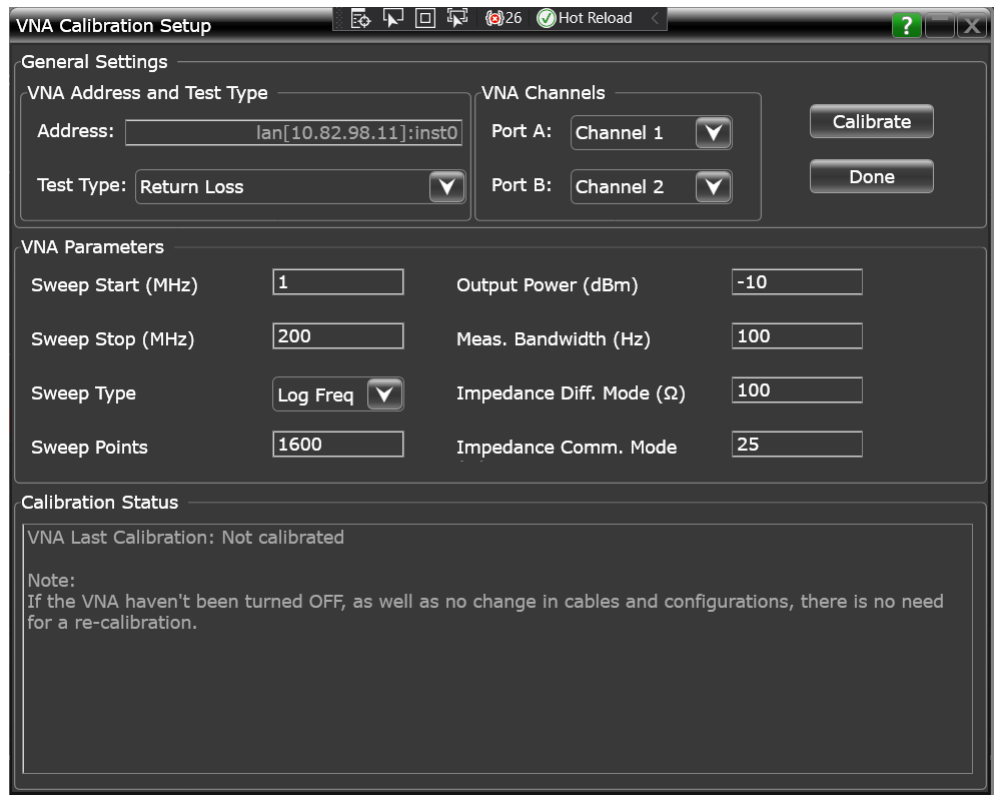 VNA Calibration Setup
26
Hot Reload
?
X
General Settings
VNA Address and Test Type
Address:
lan[10.82.98.11]:inst0
Test Type:
Return Loss
VNA Channels
Port A:
Channel 1
Port B:
Channel 2
Calibrate
Done
VNA Parameters
Sweep Start (MHz)
1
Output Power (dBm)
-10
Sweep Stop (MHz)
200
Meas. Bandwidth (Hz)
100
Sweep Type
Log Freq
Impedance Diff. Mode (Ω)
100
Sweep Points
1600
Impedance Comm. Mode
25
Calibration Status
VNA Last Calibration: Not calibrated
Note:
If the VNA haven't been turned OFF, as well as no change in cables and configurations, there is no need
for a re-calibration.